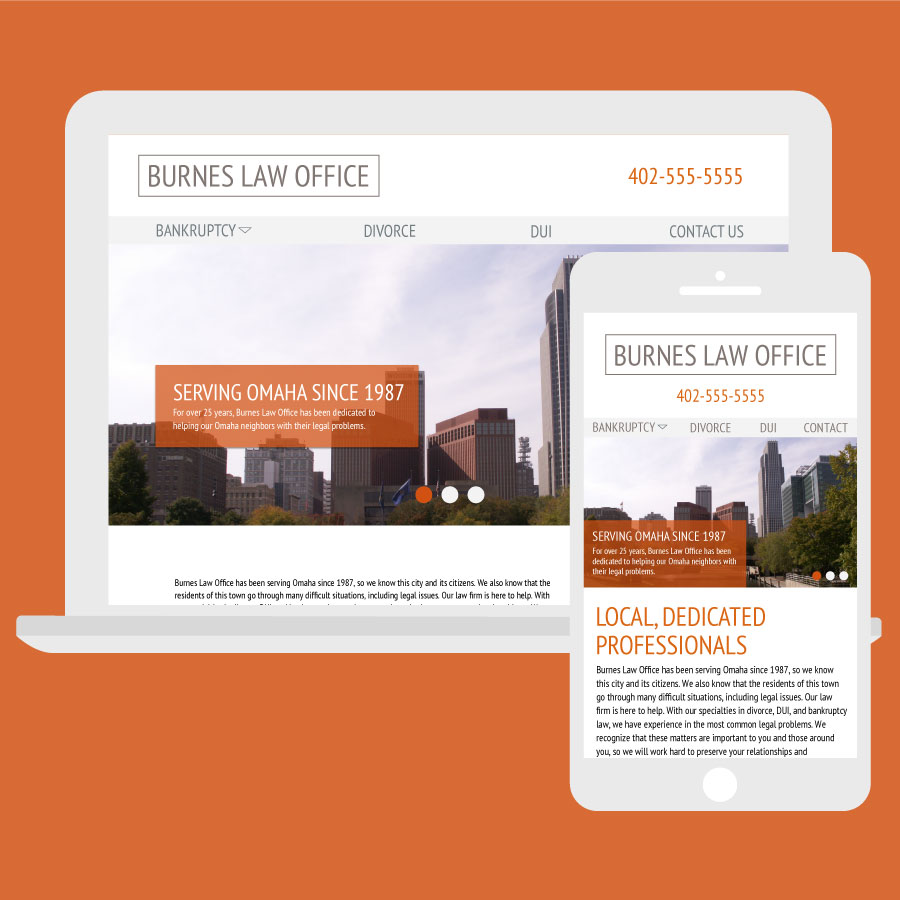 BURNES LAW OFFICE
402-555-5555
BANKRUPTCY DIVORCE DUI CONTACT US
SERVING OMAHA SINCE 1987
For over 25 years, Burnes Law Office has been dedicated to
helping our Omaha neighbors with their legal problems.
Burnes Law Office has been serving Omaha since 1987, so we know this city and its citizens. We also know that the
residents of this town go through many difficult situations, including legal issues. Our law firm is here to help. With
BURNES LAW OFFICE
402-555-5555
BANKRUPTCY DIVORCE DUI CONTACT
SERVING OMAHA SINCE 1987
For over 25 years, Burnes Law Office has been
dedicated to helping our Omaha neighbors with
their legal problems.
LOCAL, DEDICATED
PROFESSIONALS
Burnes Law Office has been serving Omaha since 1987, so we know
this city and its citizens. We also know that the residents of this town
go through many difficult situations, including legal issues. Our law
firm is here to help. With our specialties in divorce, DUI, and bankruptcy
law, we have experience in the most common legal problems. We
recognize that these matters are important to you and those around
you, so we will work hard to preserve your relationships and